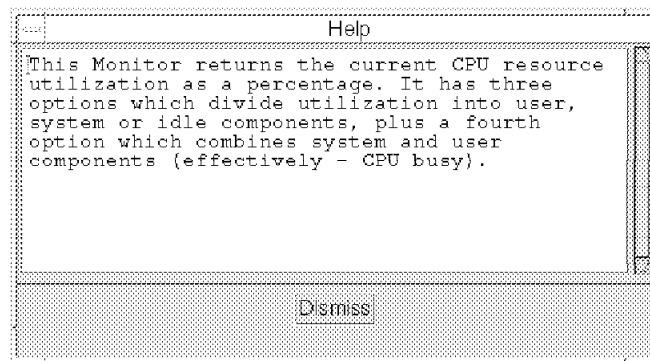 Help
This Monitor returns the current CPU resource
utilization as a percentage. It has three
options which divide utilization into user,
system or idle components, plus a fourth
option which combines system and user
components (effectively - CPU busy).
Dismiss